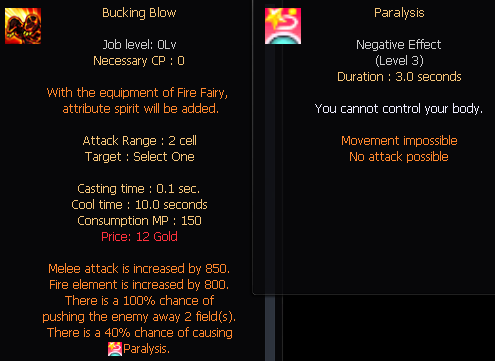 Bucking Blow
Job level: 0Lv
Necessary CP : 0
With the equipment of Fire Fairy,
attribute spirit will be added.
Attack Range : 2 cell
Target : Select One
Casting time : 0.1 sec.
Cool time : 10.0 seconds
Consumption MP : 150
Price: 12 Gold
Melee attack is increased by 850.
Fire element is increased by 800.
There is a 100% chance of
pushing the enemy away 2 field(s).
There is a 40% chance of causing
Paralysis.
Paralysis
Negative Effect
(Level 3)
Duration : 3.0 seconds
You cannot control your body.
Movement impossible
No attack possible